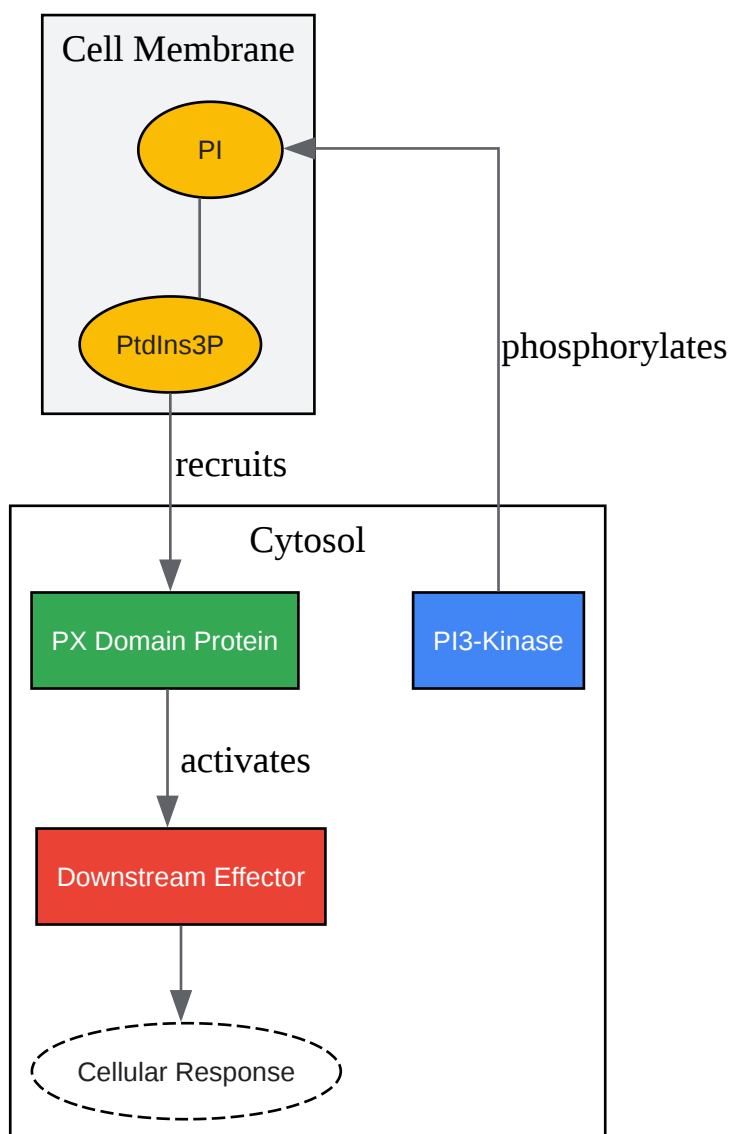 Cell Membrane
PI
PtdIns3P
phosphorylates
recruits
Cytosol
PX Domain Protein
PI3-Kinase
activates
Downstream Effector
Cellular Response